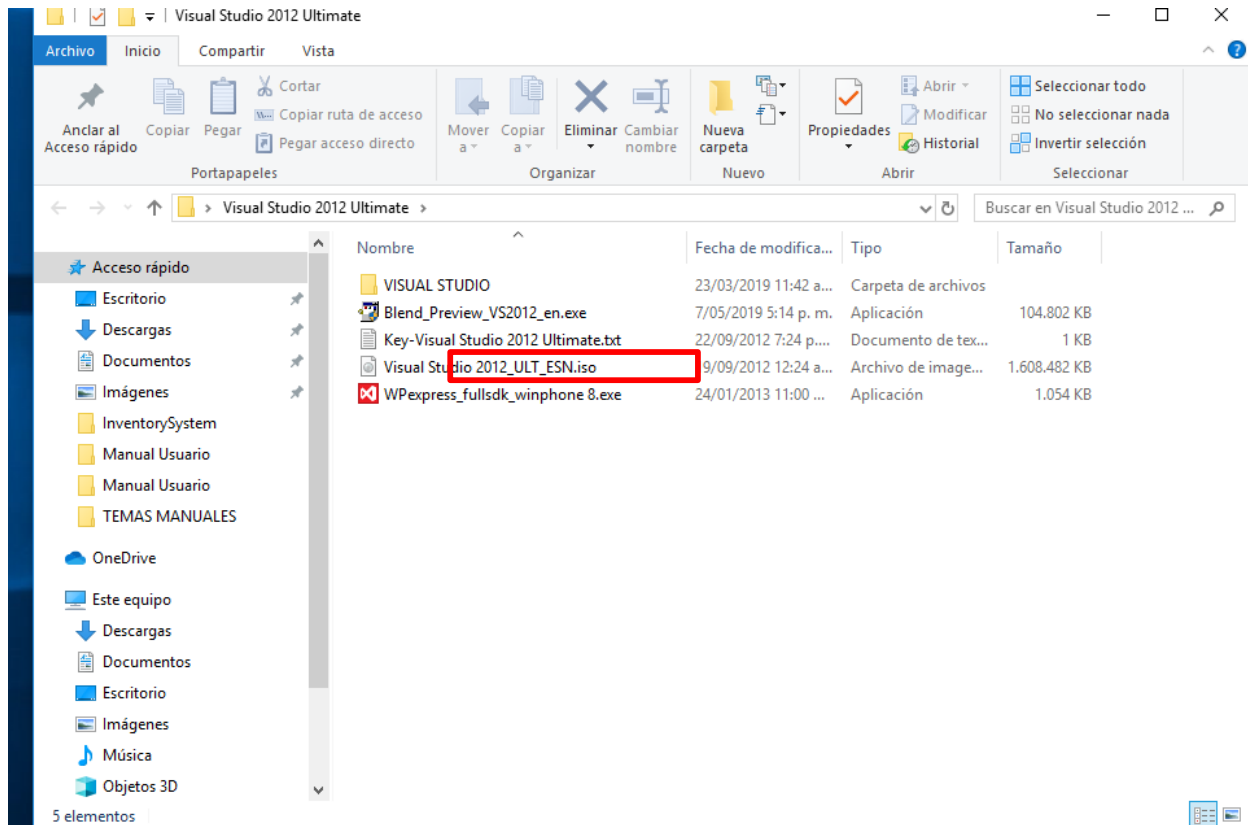 Visual Studio 2012 Ultimate
Archivo Inicio Compartir Vista
Anclar al Acceso rápido
Copiar
Pegar
Cortar
Copiar ruta de acceso
Pegar acceso directo
Portapapeles
Mover a
Copiar a
Eliminar
Cambiar nombre
Organizar
Nueva carpeta
Nuevo
Propiedades
Abrir
Modificar
Historial
Abrir
Seleccionar todo
No seleccionar nada
Invertir selección
Seleccionar
Visual Studio 2012 Ultimate
Buscar en Visual Studio 2012 ...
Acceso rápido
Escritorio
Descargas
Documentos
Imágenes
InventorySystem
Manual Usuario
Manual Usuario
TEMAS MANUALES
OneDrive
Este equipo
Descargas
Documentos
Escritorio
Imágenes
Música
Objetos 3D
Nombre Fecha de modifica... Tipo Tamaño
VISUAL STUDIO 23/03/2019 11:42 a... Carpeta de archivos
Blend_Preview_VS2012_en.exe 7/05/2019 5:14 p. m. Aplicación 104.802 KB
Key-Visual Studio 2012 Ultimate.txt 22/09/2012 7:24 p.... Documento de tex... 1 KB
Visual Studio 2012_ULT_ESN.iso 9/09/2012 12:24 a... Archivo de image... 1.608.482 KB
WPexpress_fullsdk_winphone 8.exe 24/01/2013 11:00 ... Aplicación 1.054 KB
5 elementos